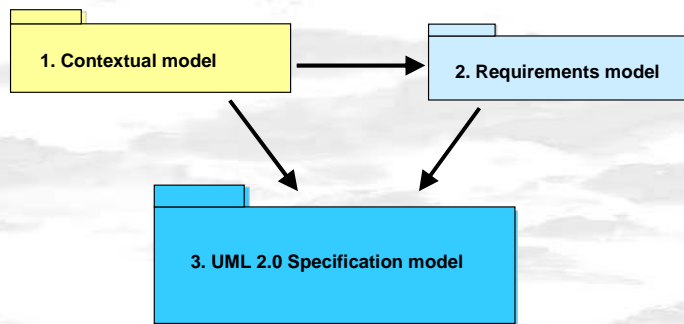 1. Contextual model
2. Requirements model
3. UML 2.0 Specification model